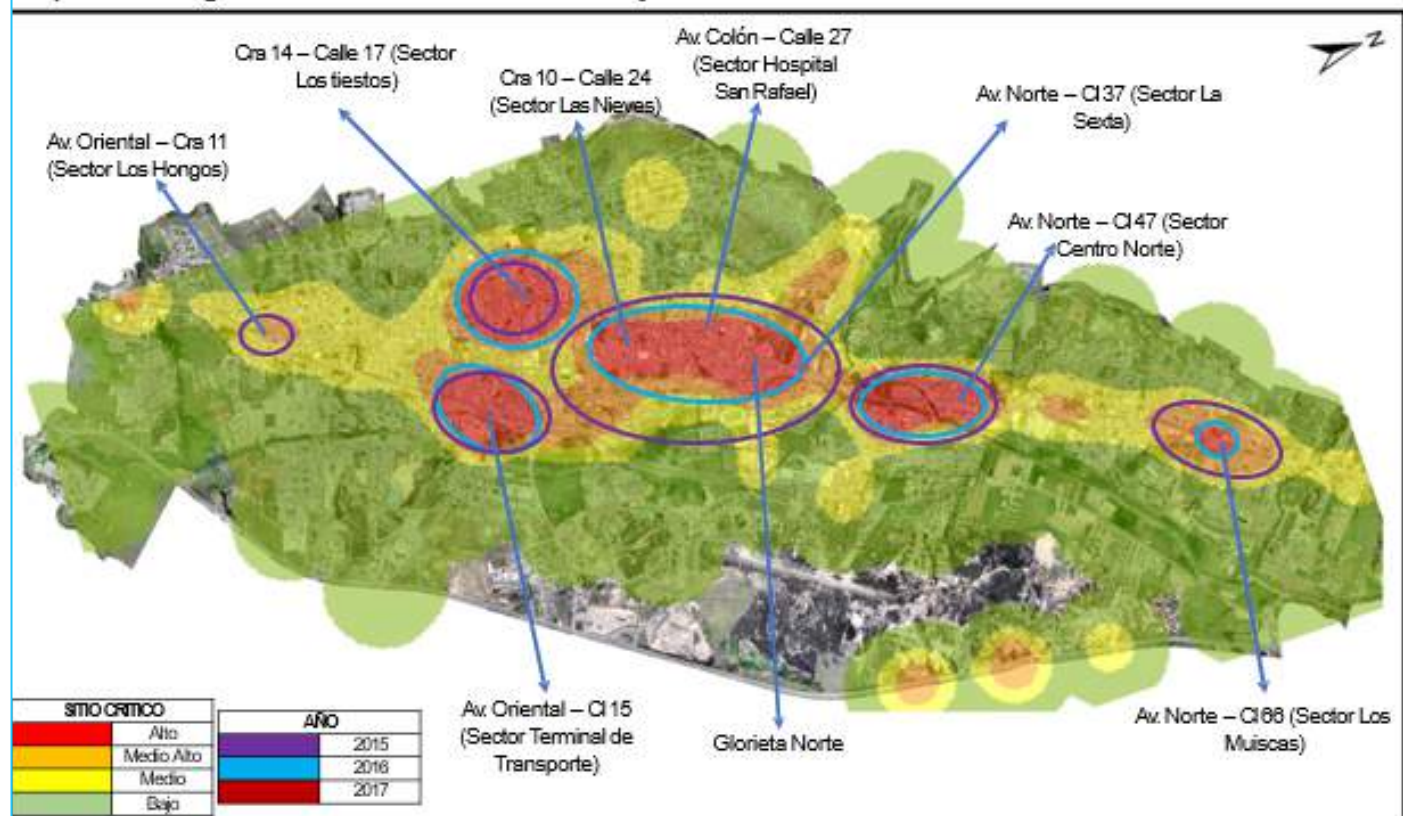 Cra 14 – Calle 17 (Sector
Los tiestos)
Cra 10 – Calle 24
(Sector Las Nieves)
Av. Colón – Calle 27
(Sector Hospital
San Rafael)
Av. Norte – Cl 37 (Sector La
Sexta)
Z
Av. Oriental – Cra 11
(Sector Los Hongos)
Av. Norte – Cl 47 (Sector
Centro Norte)
Av. Oriental – Cl 15
(Sector Terminal de
Transporte)
Glorieta Norte
Av. Norte – Cl 66 (Sector Los
Muiscas)
SITIO CRITICO
Alto
Medio Alto
Medio
Bajo
AÑO
2015
2016
2017